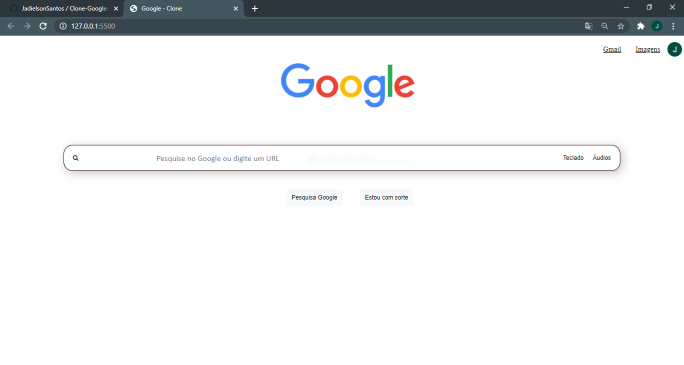 JadielsonSantos / Clone-Google:
Google - Clone
127.0.0.1:5500
J
Gmail
Imagens
J
Google
Pesquise no Google ou digite um URL
Teclado
Áudios
Pesquisa Google
Estou com sorte